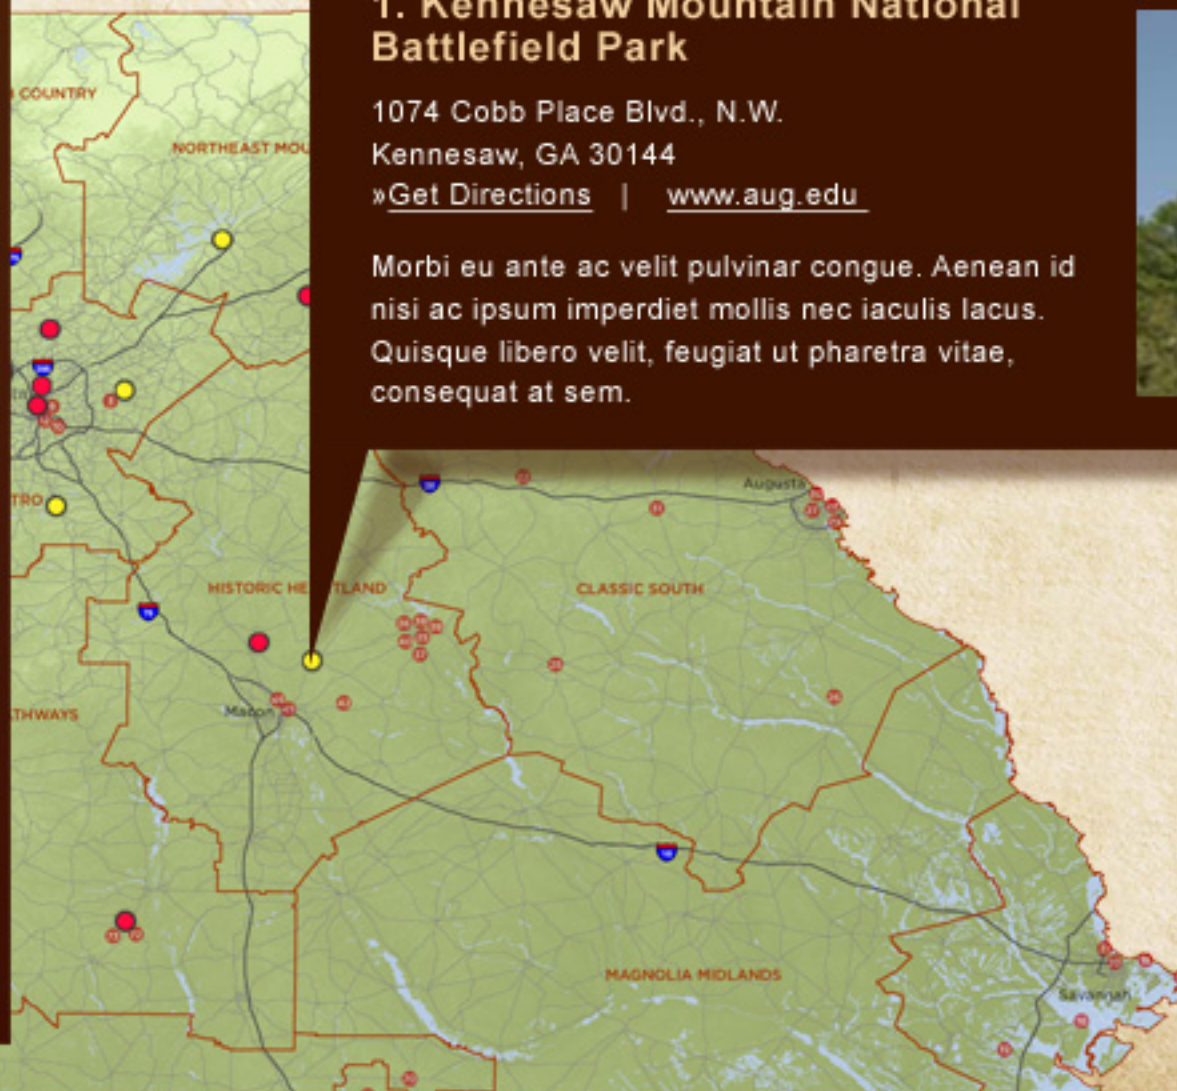 1. Kennesaw Mountain National
Battlefield Park
1074 Cobb Place Blvd., N.W.
Kennesaw, GA 30144
»Get Directions | www.aug.edu
Morbi eu ante ac velit pulvinar congue. Aenean id
nisi ac ipsum imperdiet mollis nec iaculis lacus.
Quisque libero velit, feugiat ut pharetra vitae,
consequat at sem.
COUNTRY
NORTHEAST MOU
TRO
Augusta
HISTORIC HE TLAND
CLASSIC SOUTH
THWAYS
Macon
MAGNOLIA MIDLANDS
Savannah